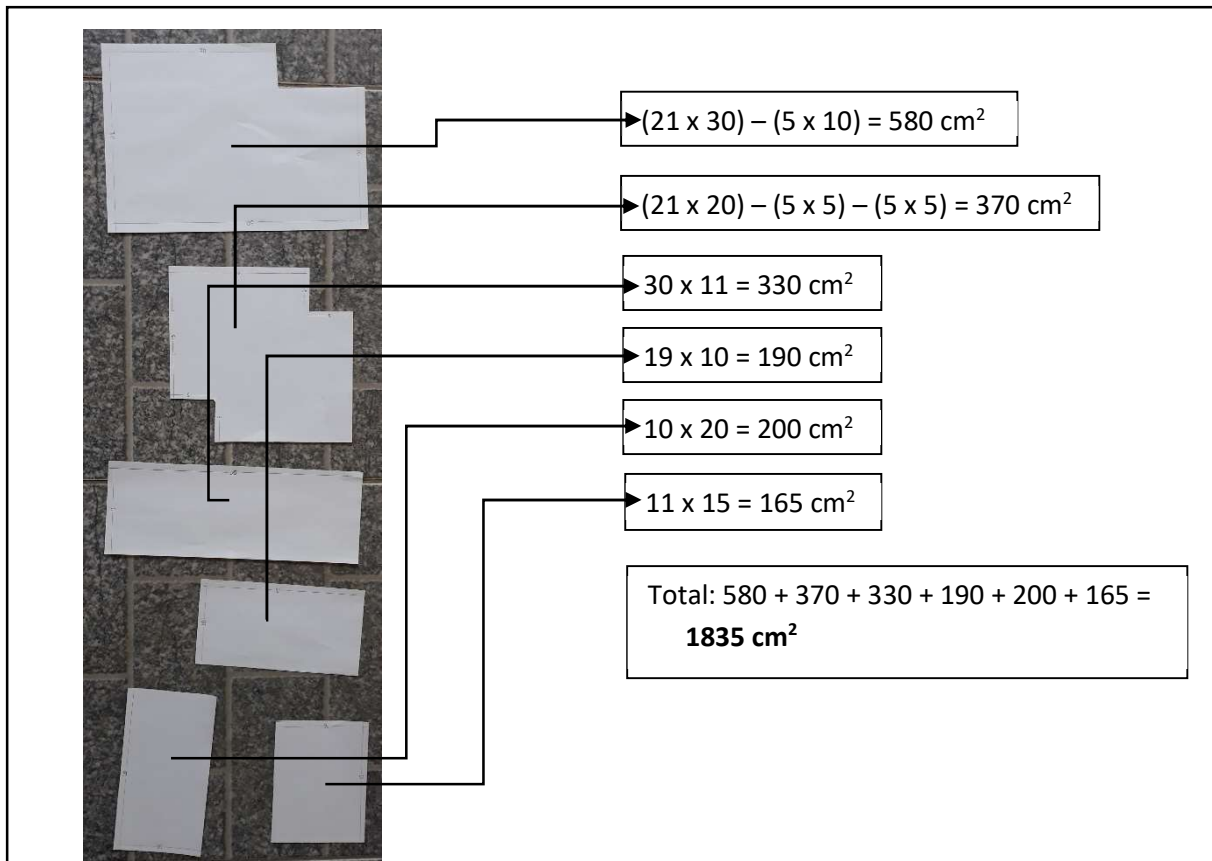 (21 x 30) – (5 x 10) = 580 cm²
(21 x 20) – (5 x 5) – (5 x 5) = 370 cm²
30 x 11 = 330 cm²
19 x 10 = 190 cm²
10 x 20 = 200 cm²
11 x 15 = 165 cm²
Total: 580 + 370 + 330 + 190 + 200 + 165 =
1835 cm²